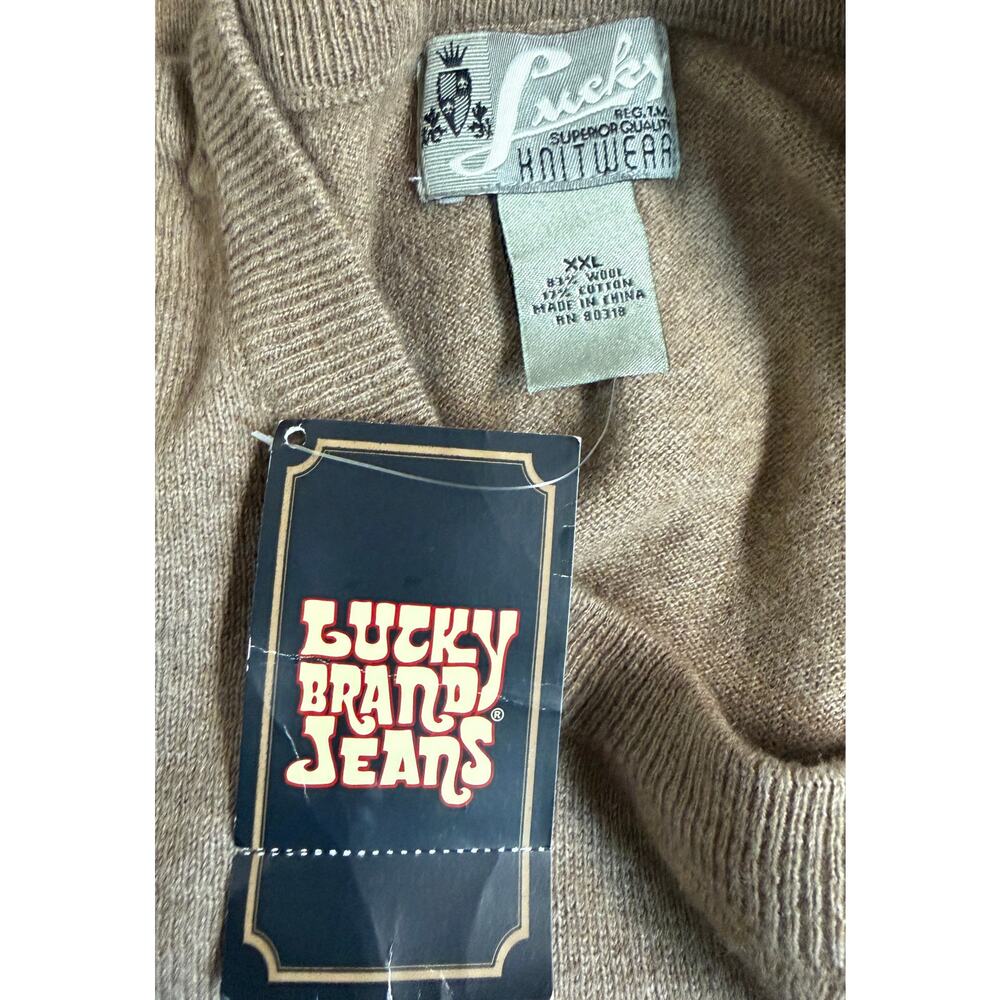 Lucky
REG. T.M.
SUPERIOR QUALITY
KNITWEAR
XXL
83% WOOL
17% COTTON
MADE IN CHINA
RN 80318
LUCKY
BRAND
JEANS®